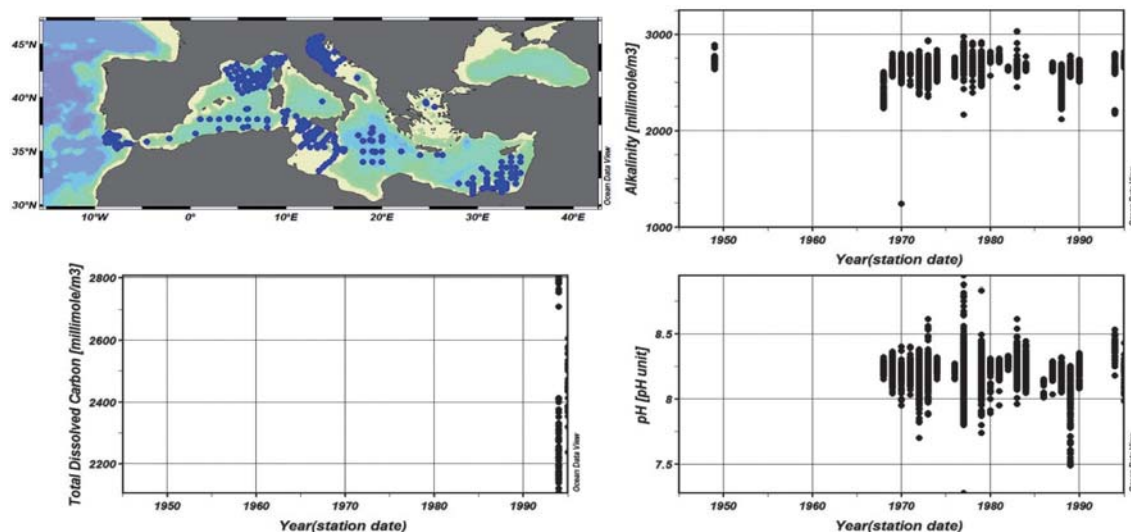 45°N
40°N
35°N
30°N
10°W 0° 10°E 20°E 30°E 40°E
Ocean Data View
Alkalinity [millimole/m3]
3000
2000
1000
1950 1960 1970 1980 1990
Year(station date)
Total Dissolved Carbon [millimole/m3]
2800
2600
2400
2200
1950 1960 1970 1980 1990
Year(station date)
Ocean Data View
pH [pH unit]
8.5
8
7.5
1950 1960 1970 1980 1990
Year(station date)